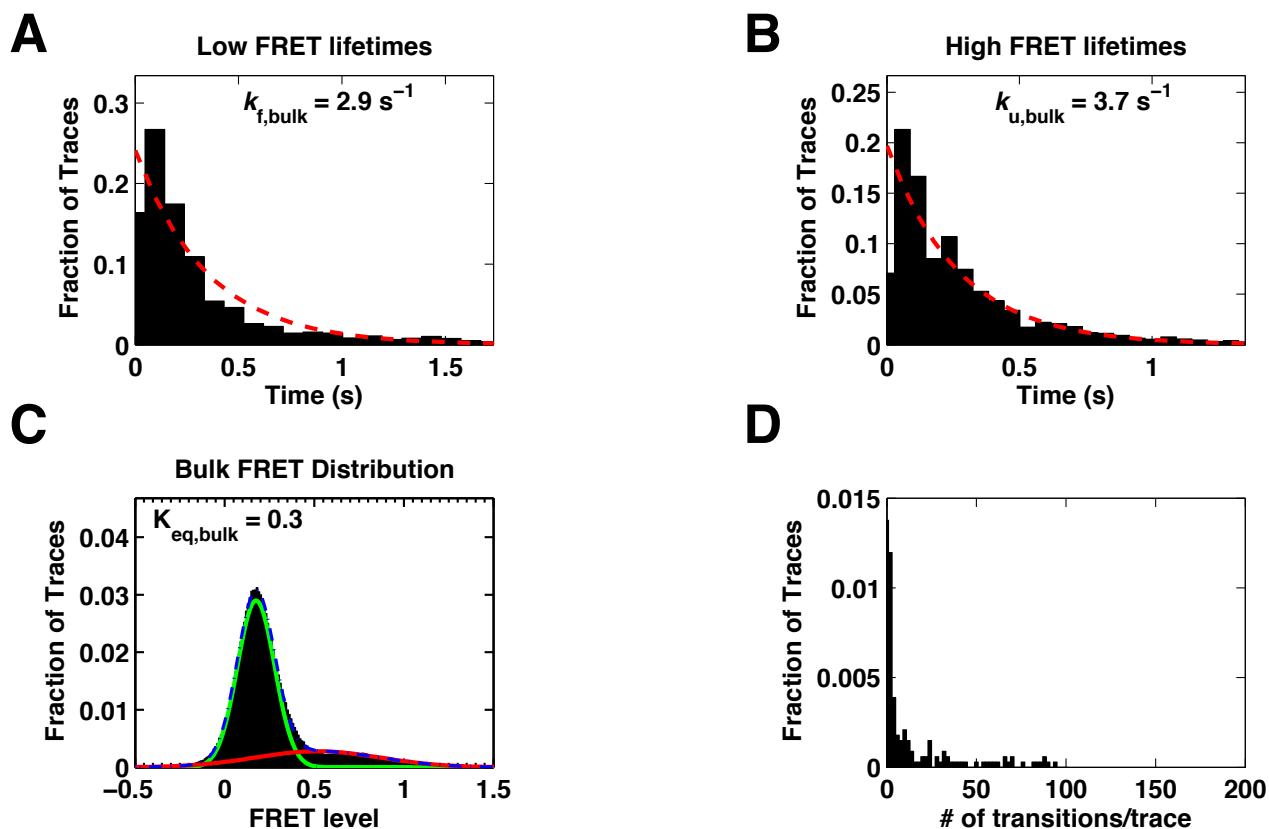 A
Low FRET lifetimes
k f,bulk = 2.9 s−1
Fraction of Traces
0.3
0.2
0.1
0
0 0.5 1 1.5
Time (s)
B
High FRET lifetimes
k u,bulk = 3.7 s−1
Fraction of Traces
0.25
0.2
0.15
0.1
0.05
0
0 0.5 1
Time (s)
C
Bulk FRET Distribution
K eq,bulk = 0.3
Fraction of Traces
0.04
0.03
0.02
0.01
0
−0.5 0 0.5 1 1.5
FRET level
D
Fraction of Traces
0.015
0.01
0.005
0
0 50 100 150 200
# of transitions/trace